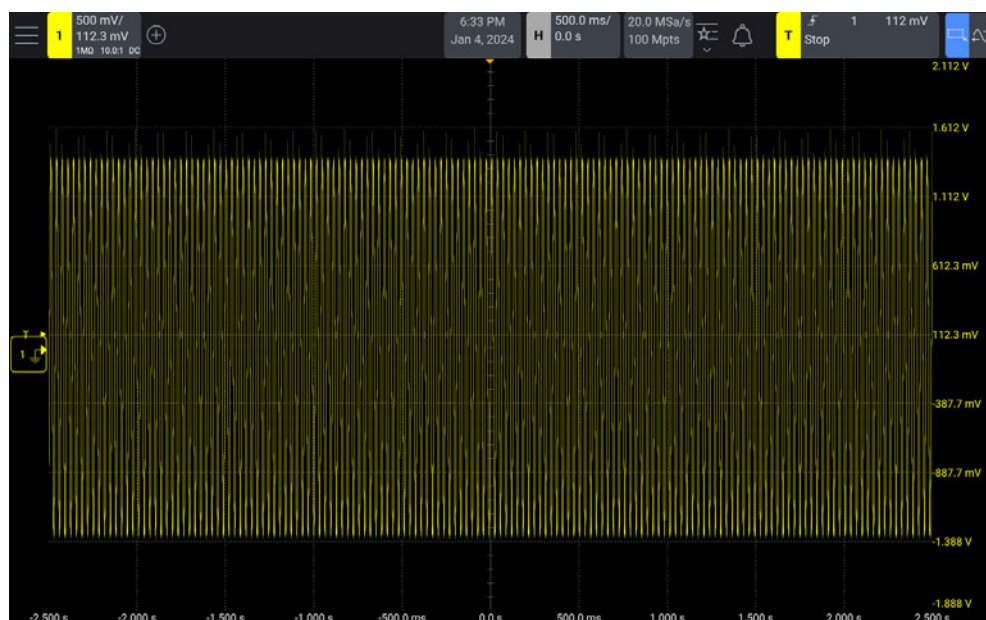 500 mV/
1
112.3 mV
1MΩ 10.0:1 DC
6:33 PM
Jan 4, 2024
H
500.0 ms/
0.0 s
20.0 MSa/s
100 Mpts
T
1
112 mV
Stop
2.112 V
1.612 V
1.112 V
612.3 mV
T
112.3 mV
1
-387.7 mV
-887.7 mV
-1.388 V
-1.888 V
-2.500 s
-2.000 s
-1.500 s
-1.000 s
-500.0 ms
0.0 s
500.0 ms
1.000 s
1.500 s
2.000 s
2.500 s